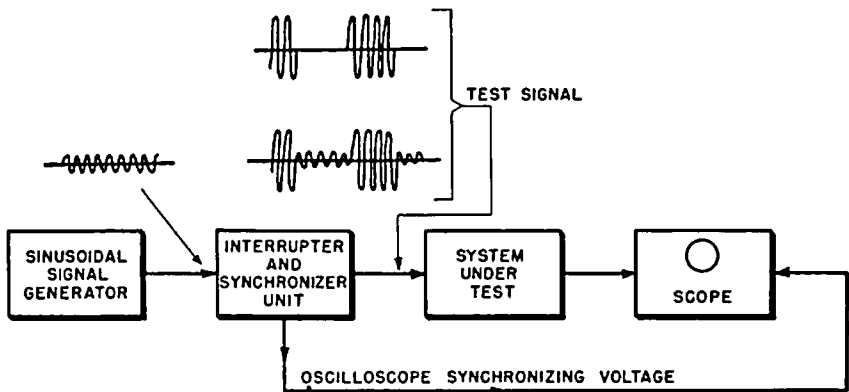 TEST SIGNAL
SINUSOIDAL
SIGNAL
GENERATOR
INTERRUPTER
AND
SYNCHRONIZER
UNIT
SYSTEM
UNDER
TEST
SCOPE
OSCILLOSCOPE SYNCHRONIZING VOLTAGE